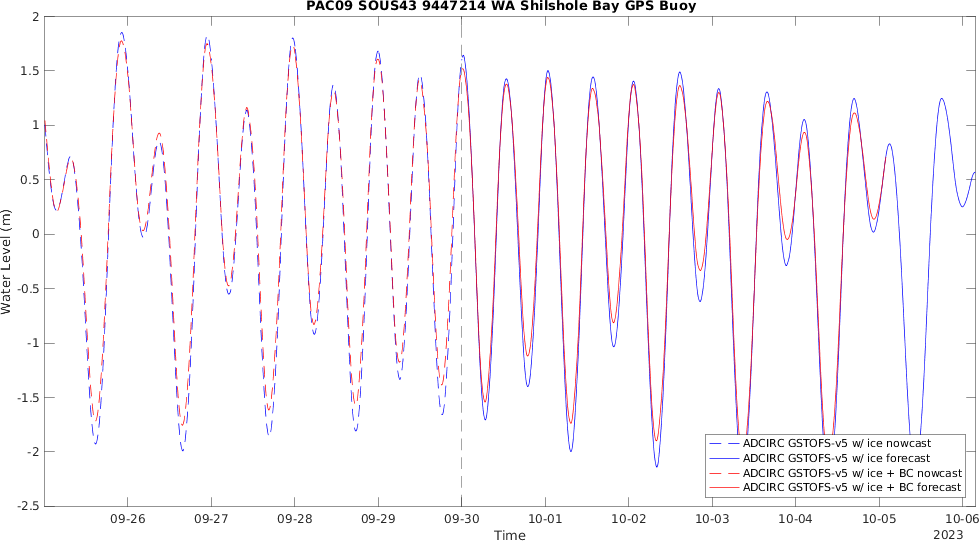 PAC09 SOUS43 9447214 WA Shilshole Bay GPS Buoy
2
1.5
1
0.5
0
-0.5
-1
-1.5
-2
-2.5
Water Level (m)
09-26 09-27 09-28 09-29 09-30 10-01 10-02 10-03 10-04 10-05 10-06
Time
2023
ADCIRC GSTOFS-v5 w/ ice nowcast
ADCIRC GSTOFS-v5 w/ ice forecast
ADCIRC GSTOFS-v5 w/ ice + BC nowcast
ADCIRC GSTOFS-v5 w/ ice + BC forecast